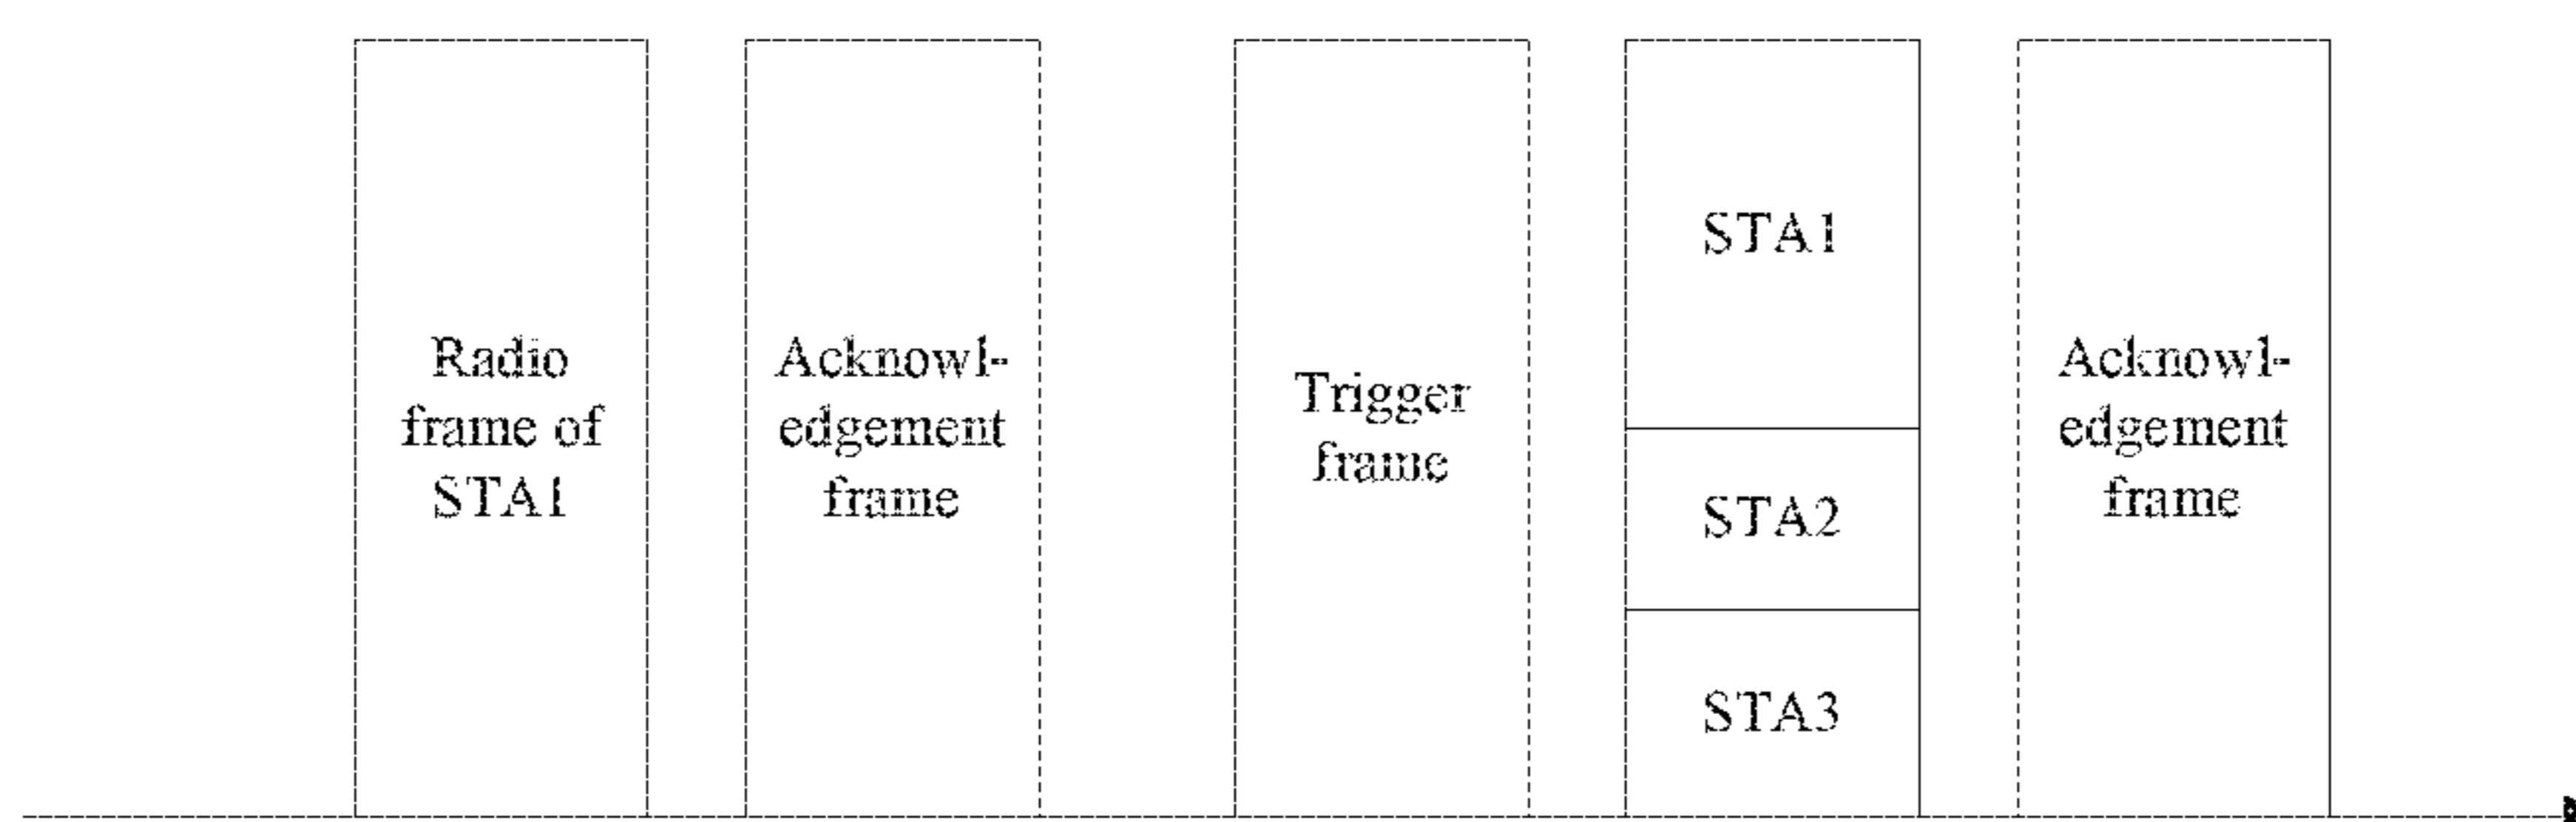 Radio
frame of
STA1
Acknowl-
edgement
frame
Trigger
frame
STA1
STA2
STA3
Acknowl-
edgement
frame